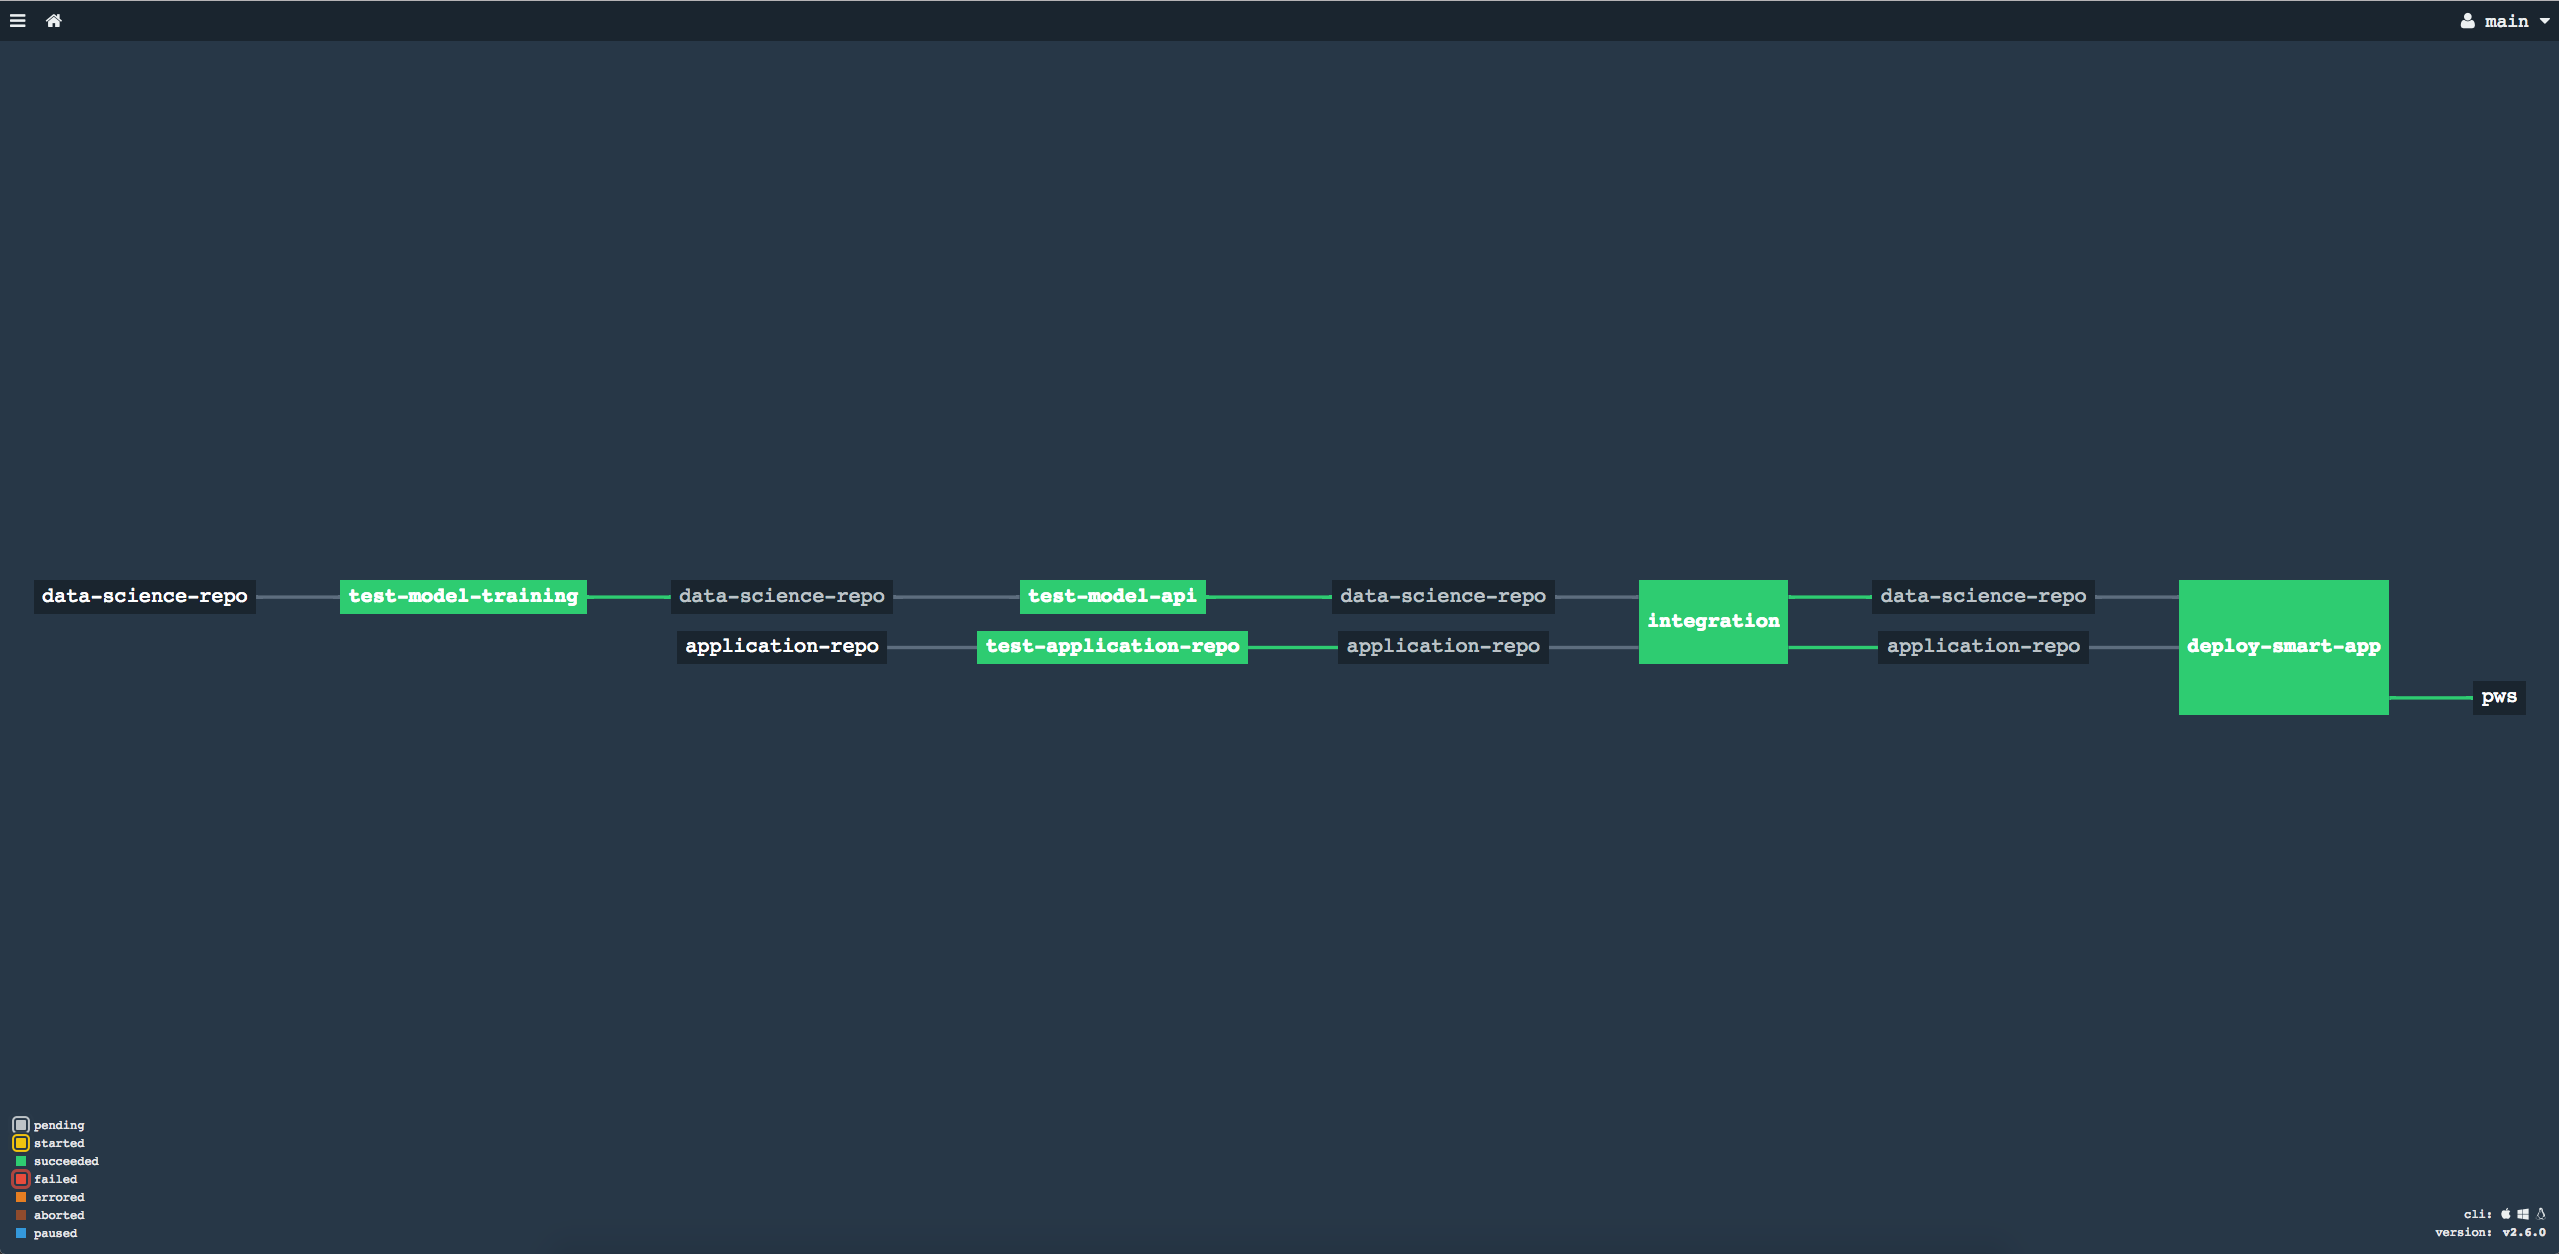 main
data-science-repo test-model-training data-science-repo test-model-api data-science-repo integration data-science-repo deploy-smart-app
application-repo test-application-repo application-repo application-repo
pws
pending
started
succeeded
failed
errored
aborted
paused
cli:
version: v2.6.0